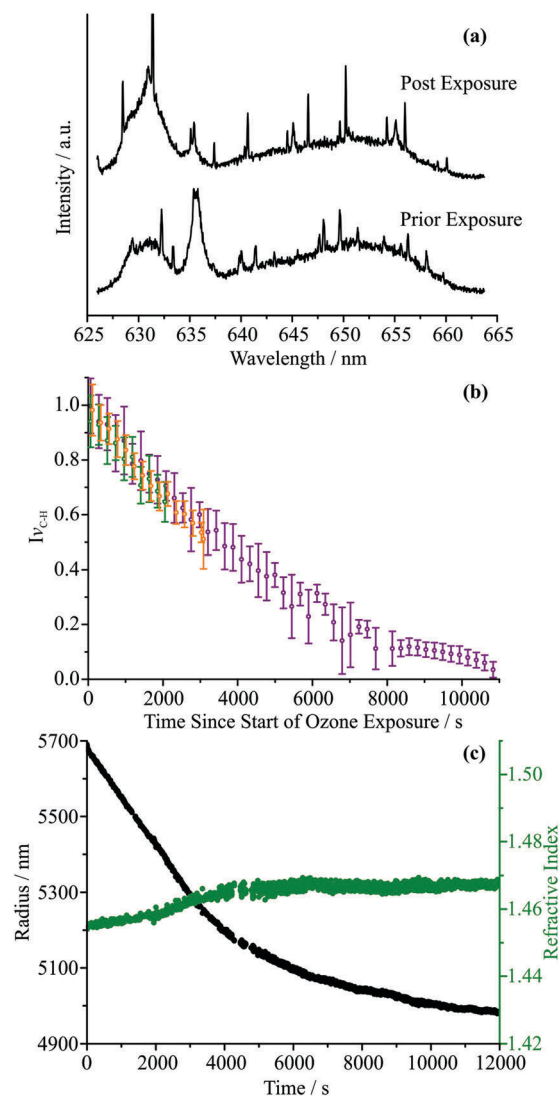 (a)
Post Exposure
Prior Exposure
Intensity / a.u.
625 630 635 640 645 650 655 660 665
Wavelength / nm
(b)
1.0
0.8
0.6
0.4
0.2
0.0
Iν C-H
0 2000 4000 6000 8000 10000
Time Since Start of Ozone Exposure / s
(c)
5700
5500
5300
5100
4900
Radius / nm
1.50
1.48
1.46
1.44
1.42
Refractive Index
0 2000 4000 6000 8000 10000 12000
Time / s